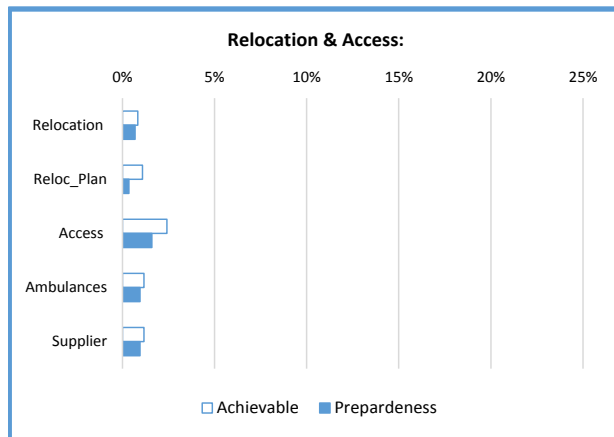 Relocation & Access:
0% 5% 10% 15% 20% 25%
Relocation
Reloc_Plan
Access
Ambulances
Supplier
Achievable Prepardeness